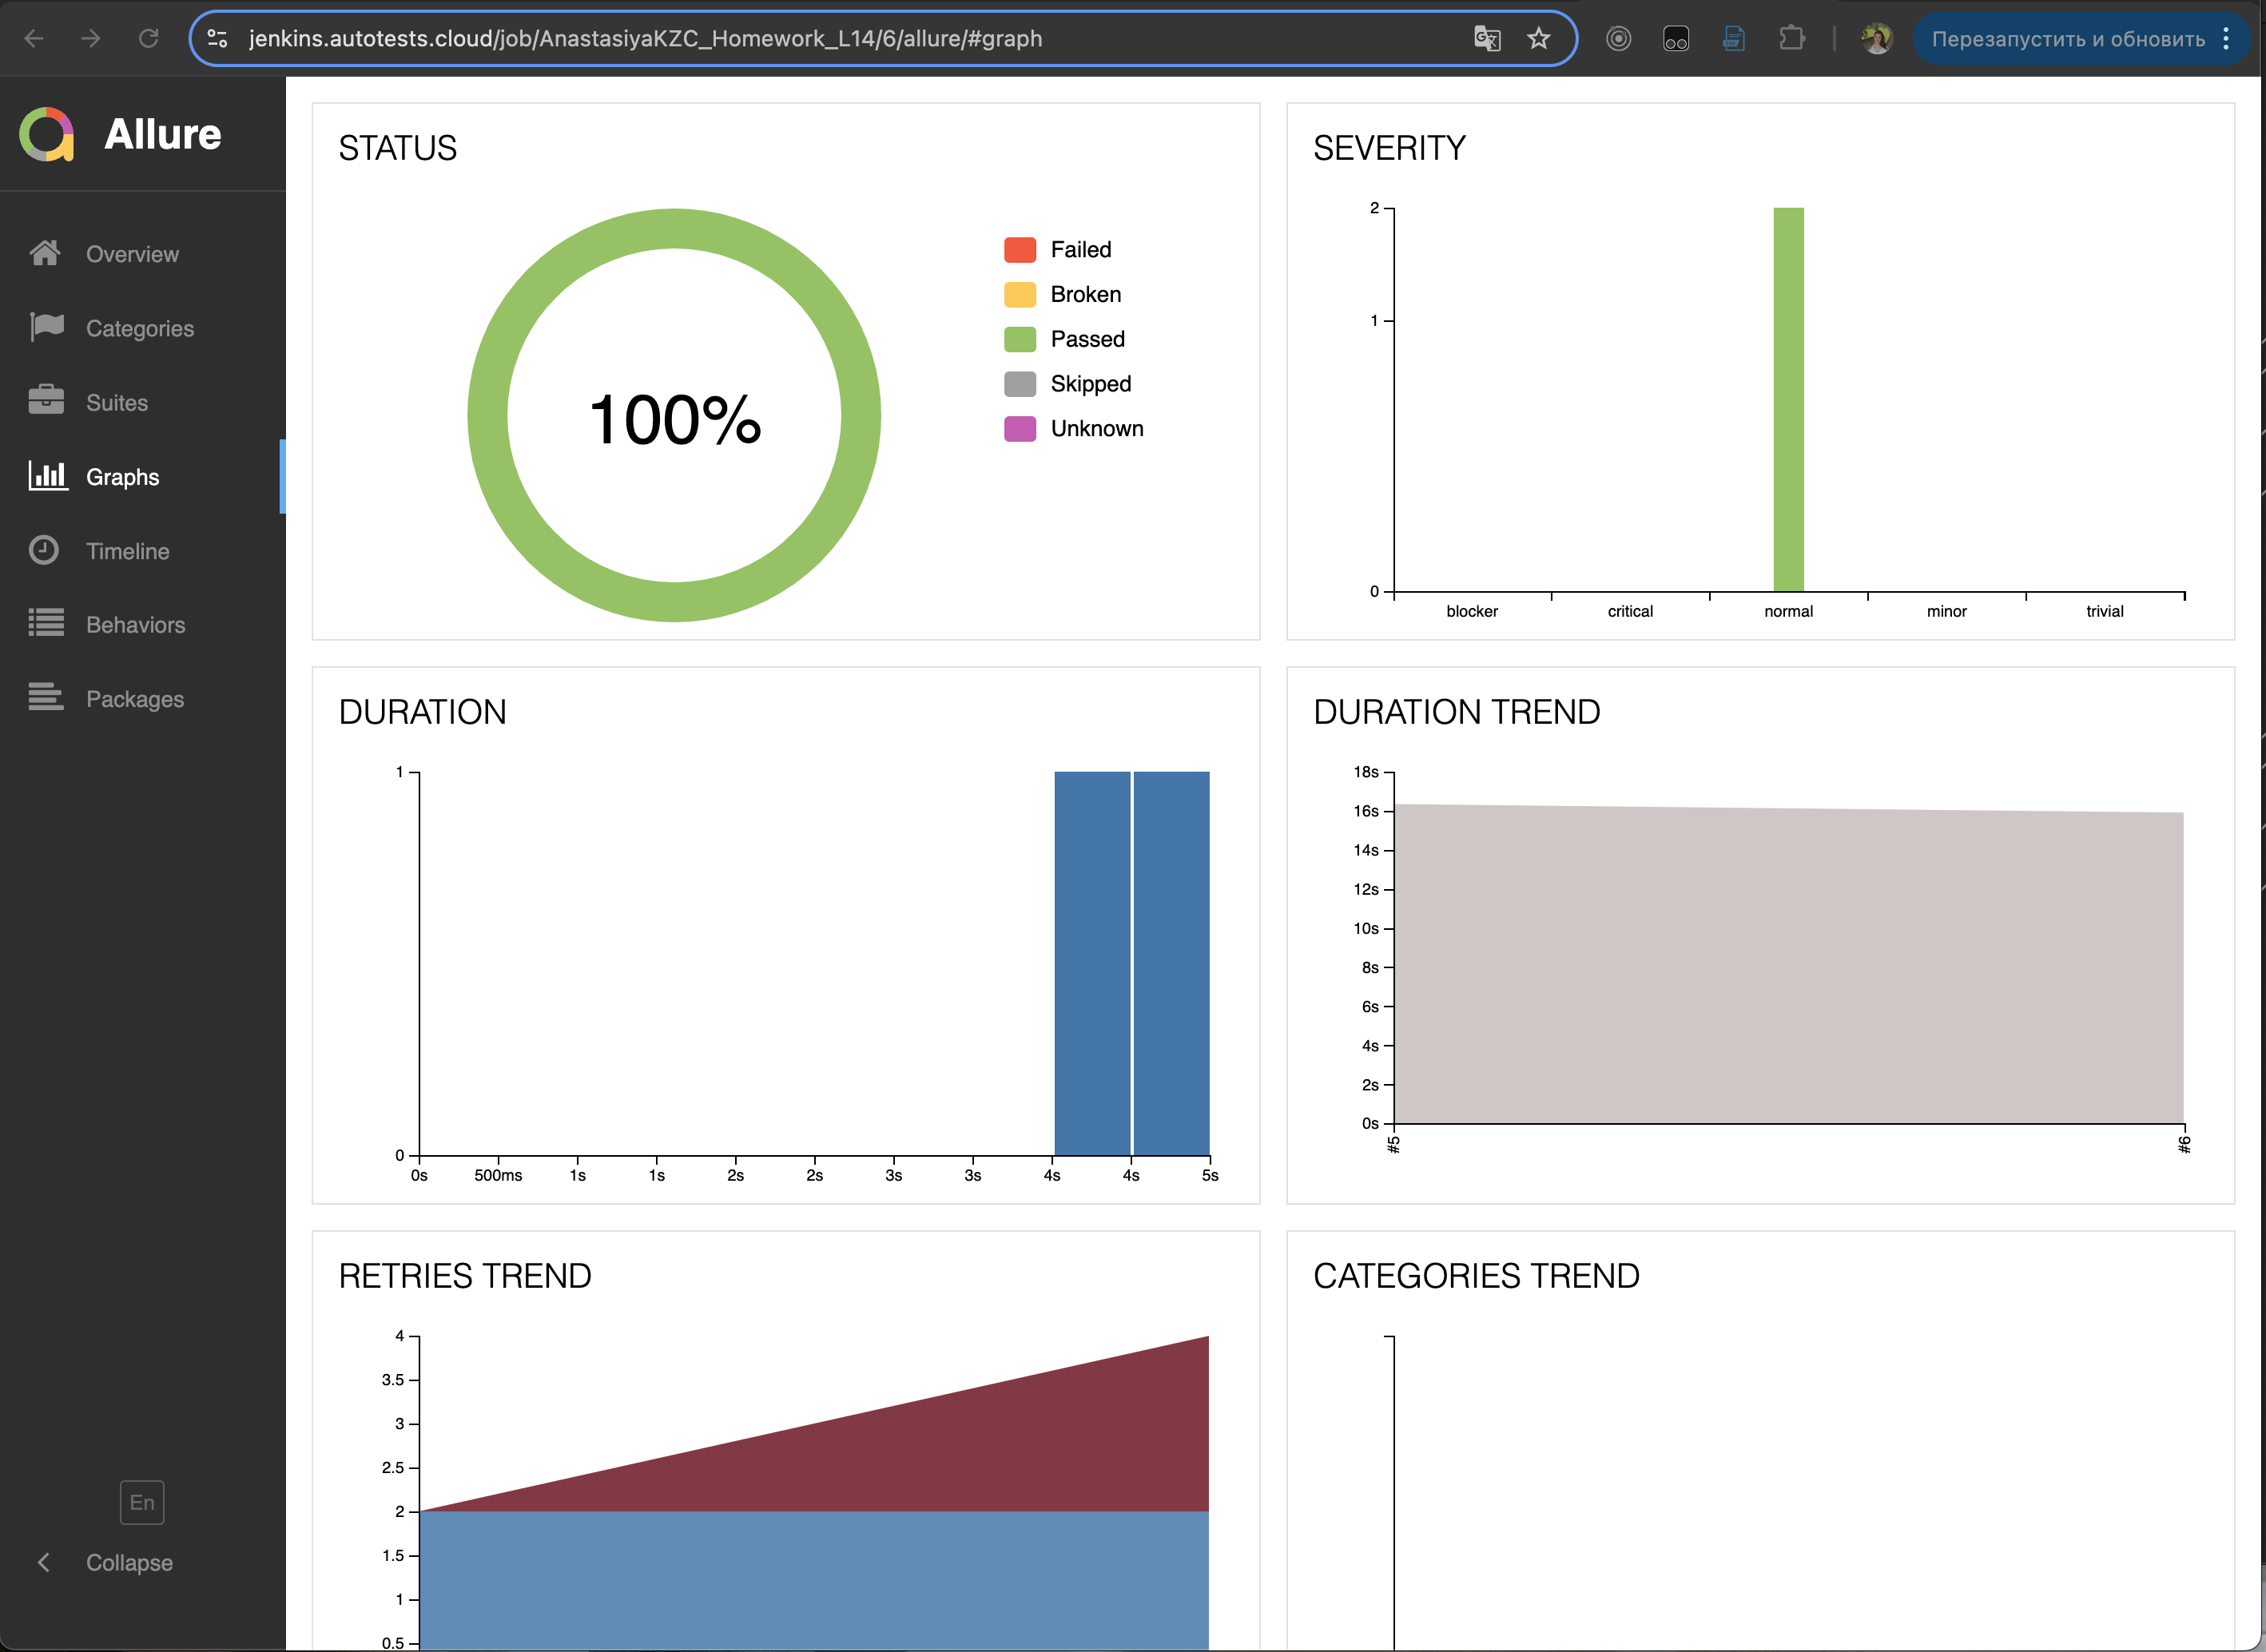 jenkins.autotests.cloud/job/AnastasiyaKZC_Homework_L14/6/allure/#graph
Перезапустить и обновить
Allure
Overview
Categories
Suites
Graphs
Timeline
Behaviors
Packages
En
Collapse
STATUS
100%
Failed
Broken
Passed
Skipped
Unknown
SEVERITY
2
1
0
blocker critical normal minor trivial
DURATION
1
0
0s 500ms 1s 1s 2s 2s 3s 3s 4s 4s 5s
DURATION TREND
18s
16s
14s
12s
10s
8s
6s
4s
2s
0s
#5 #6
RETRIES TREND
4
3.5
3
2.5
2
1.5
1
0.5
CATEGORIES TREND